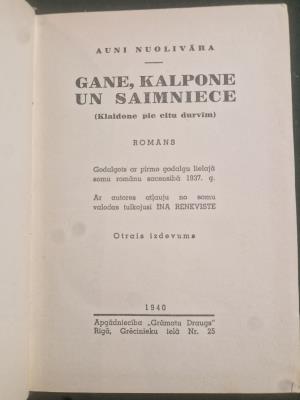 AUNI NUOLIVĀRA
GANE, KALPONE
UN SAIMNIECE
(Klaidone pie citu durvīm)
ROMĀNS
Godalgots ar pirmo godalgu lielajā
somu romānu sacensībā 1937. g.
Ar autores atļauju no somu
valodas tulkojusi INA RENKVISTE
Otrais izdevums
1940
Apgādniecība „Grāmatu Draugs"
Rīgā, Grēcinieku ielā Nr. 25